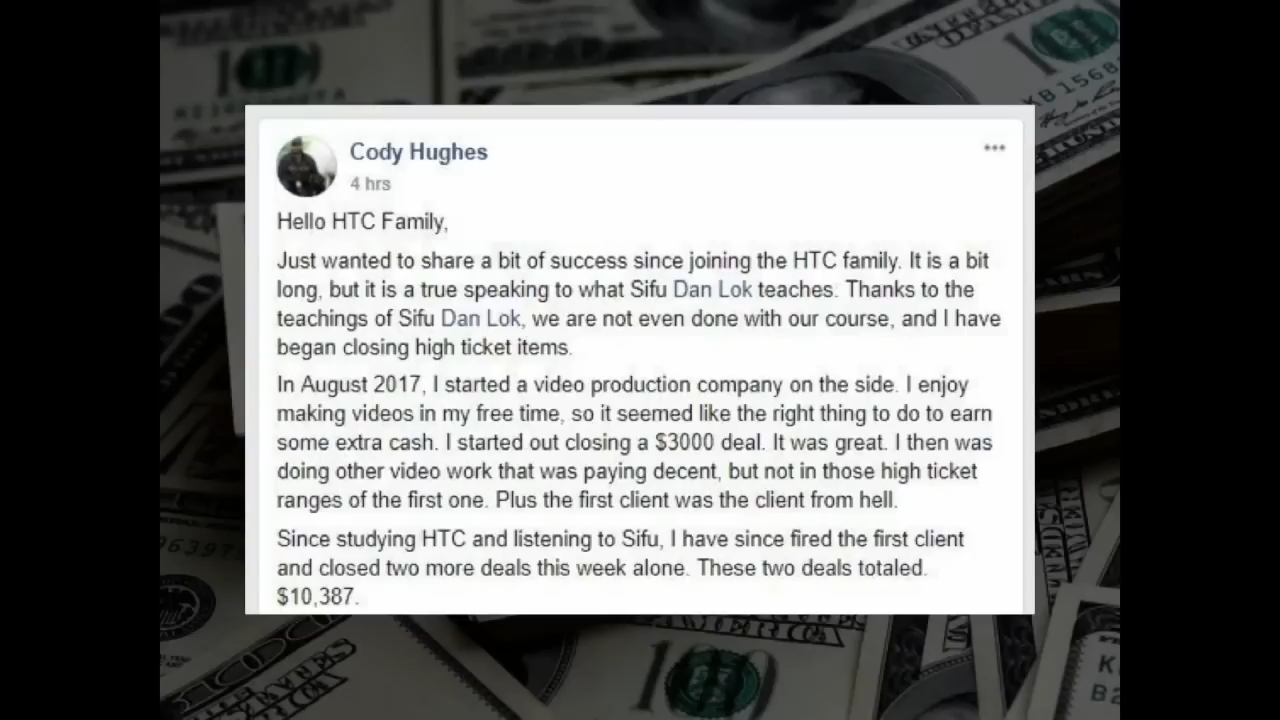 Cody Hughes
4 hrs
Hello HTC Family,
Just wanted to share a bit of success since joining the HTC family. It is a bit
long, but it is a true speaking to what Sifu Dan Lok teaches. Thanks to the
teachings of Sifu Dan Lok, we are not even done with our course, and I have
began closing high ticket items.
In August 2017, I started a video production company on the side. I enjoy
making videos in my free time, so it seemed like the right thing to do to earn
some extra cash. I started out closing a $3000 deal. It was great. I then was
doing other video work that was paying decent, but not in those high ticket
ranges of the first one. Plus the first client was the client from hell.
Since studying HTC and listening to Sifu, I have since fired the first client
and closed two more deals this week alone. These two deals totaled.
$10,387.